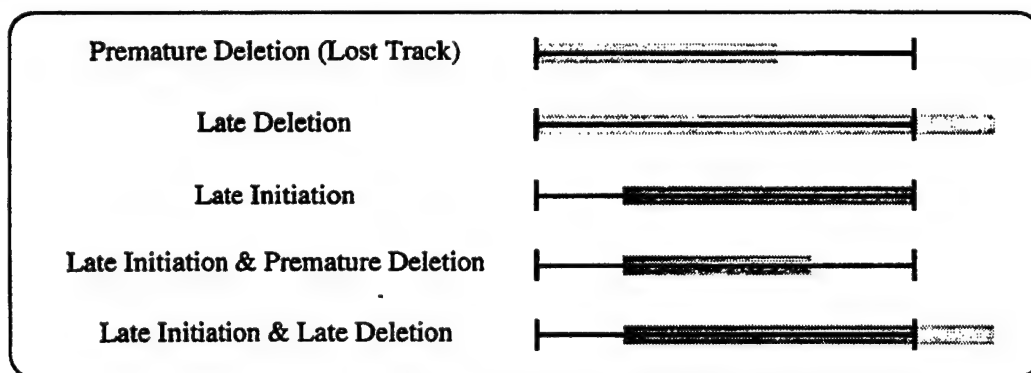 Premature Deletion (Lost Track)
Late Deletion
Late Initiation
Late Initiation & Premature Deletion
Late Initiation & Late Deletion